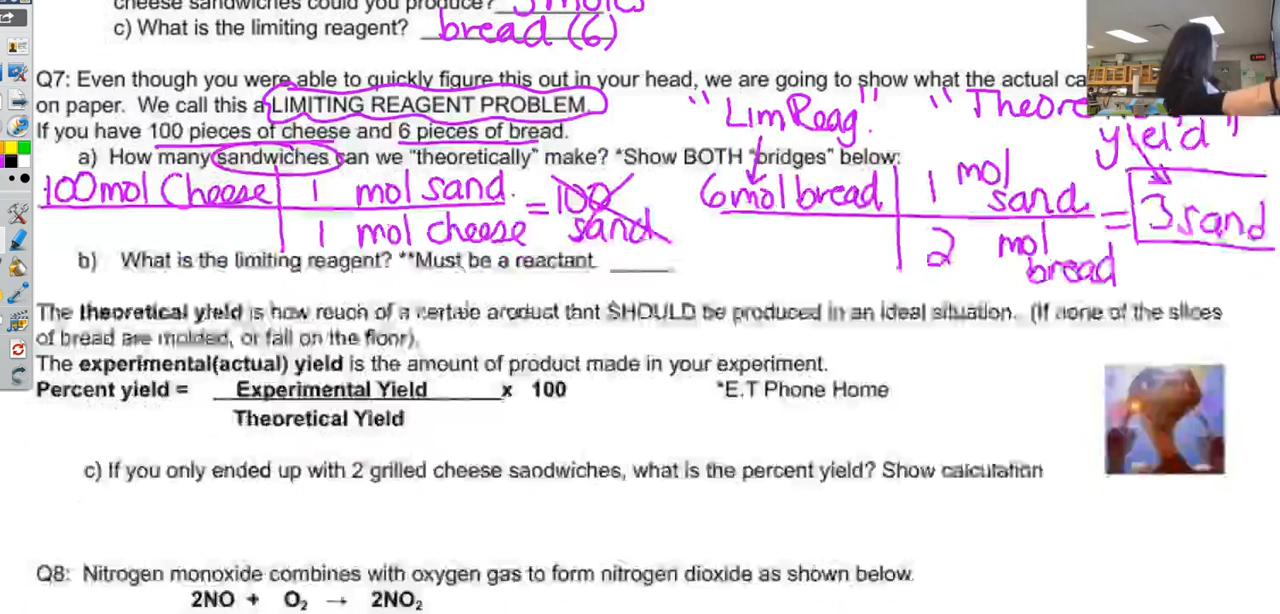 cheese sandwiches could you produce? 3 moles
c) What is the limiting reagent? bread (6)
Q7: Even though you were able to quickly figure this out in your head, we are going to show what the actual ca
on paper. We call this a LIMITING REAGENT PROBLEM.
"LimReag." "Theore
yield"
If you have 100 pieces of cheese and 6 pieces of bread.
a) How many sandwiches can we "theoretically" make? *Show BOTH "bridges" below:
100mol Cheese 1 mol sand. = 100 sand
1 mol cheese
6mol bread 1 mol sand. = 3 sand
2 mol bread
b) What is the limiting reagent? **Must be a reactant
The theoretical yield is how much of a certain product that SHOULD be produced in an ideal situation. (If none of the slices
of bread are molded, or fall on the floor).
The experimental(actual) yield is the amount of product made in your experiment.
Percent yield = Experimental Yield x 100 *E.T Phone Home
Theoretical Yield
c) If you only ended up with 2 grilled cheese sandwiches, what is the percent yield? Show calculation
Q8: Nitrogen monoxide combines with oxygen gas to form nitrogen dioxide as shown below.
2NO + O₂ → 2NO₂